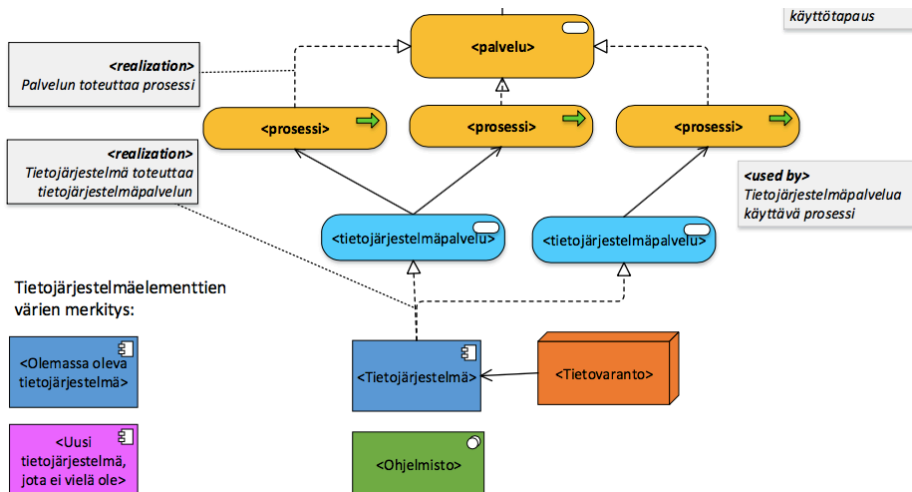 käyttötapaus
<palvelu>
<realization>
Palvelun toteuttaa prosessi
<prosessi>
<prosessi>
<prosessi>
<realization>
Tietojärjestelmä toteuttaa
tietojärjestelmäpalvelun
<used by>
Tietojärjestelmäpalvelua
käyttävä prosessi
<tietojärjestelmäpalvelu>
<tietojärjestelmäpalvelu>
Tietojärjestelmäelementtien
värien merkitys:
<Olemassa oleva
tietojärjestelmä>
<Tietojärjestelmä>
<Tietovaranto>
<Uusi
tietojärjestelmä,
jota ei vielä ole>
<Ohjelmisto>